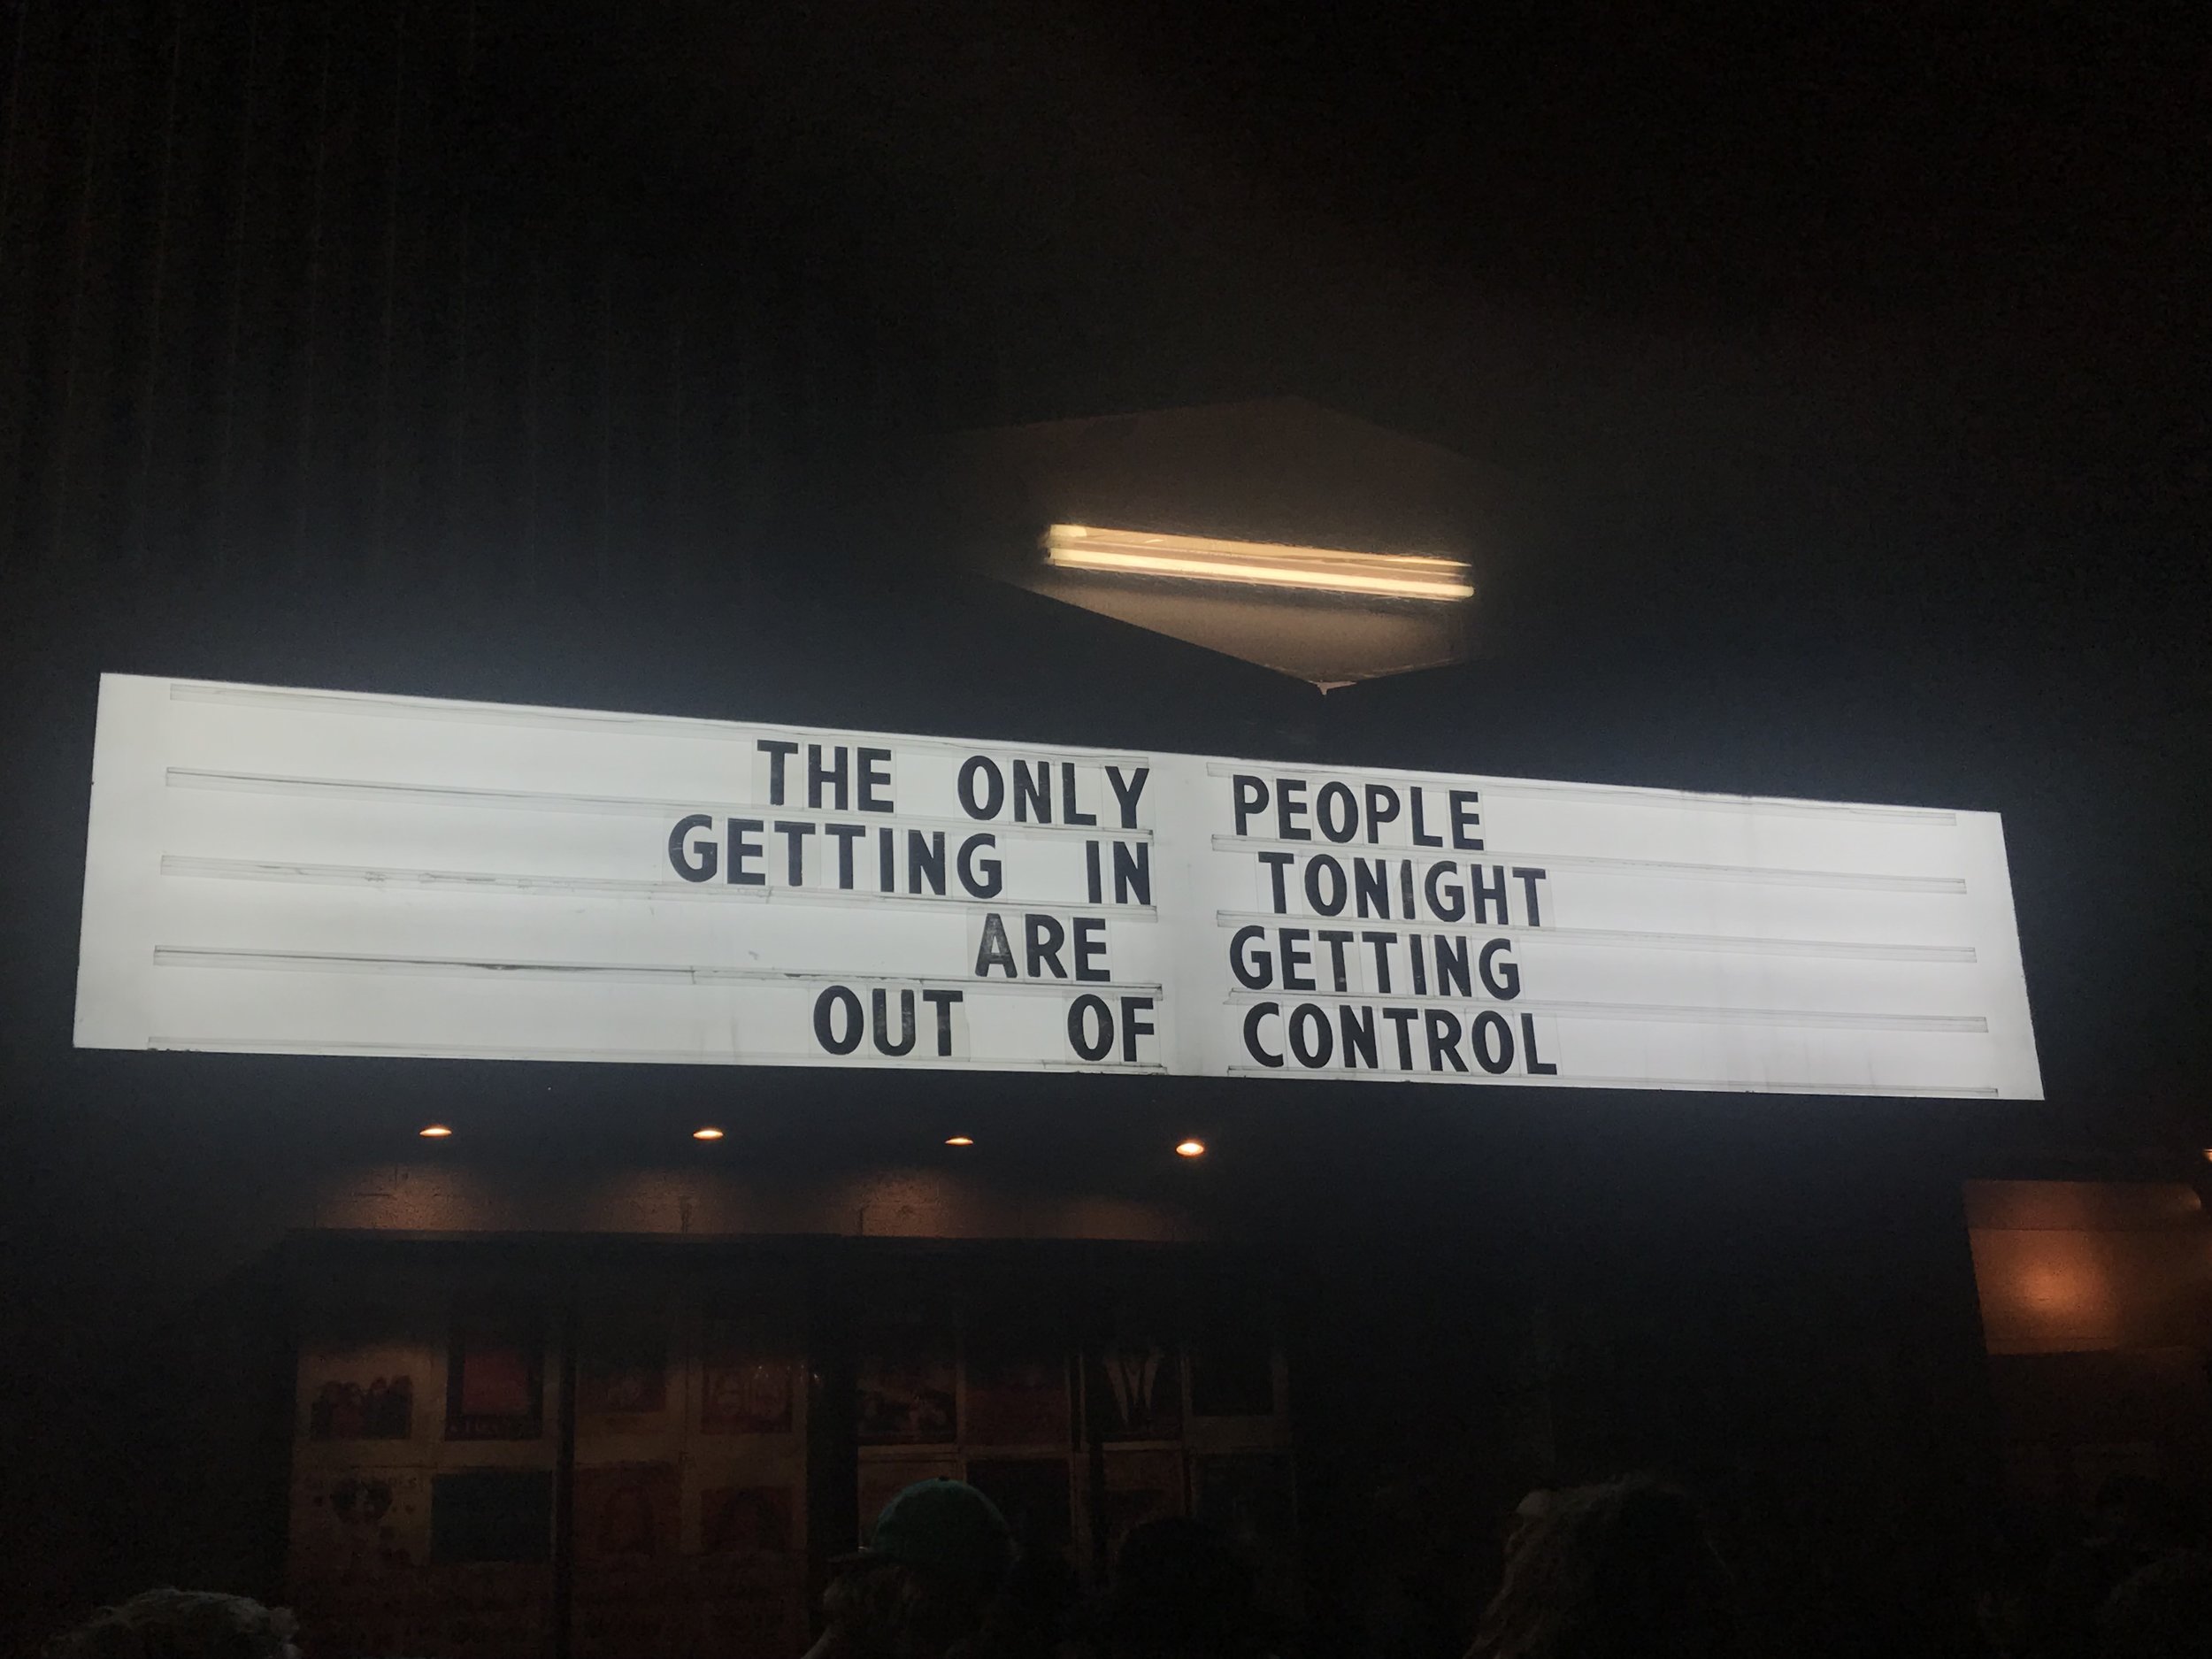 THE ONLY PEOPLE
GETTING IN TONIGHT
ARE GETTING
OUT OF CONTROL